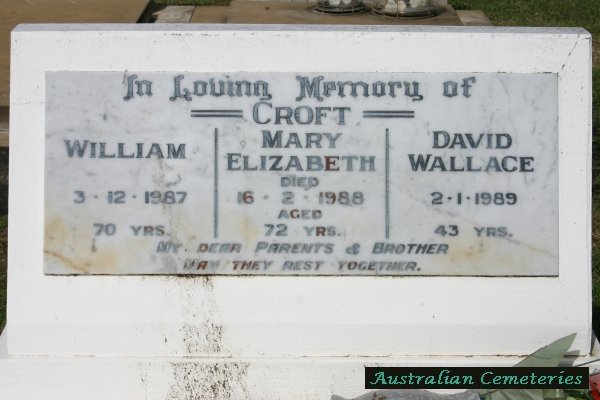 In Loving Memory of
CROFT
WILLIAM
3-12-1987
70 YRS.
MARY
ELIZABETH
DIED
16-2-1988
AGED
72 YRS.
DAVID
WALLACE
2-1-1989
43 YRS.
MY DEAR PARENTS & BROTHER
MAY THEY REST TOGETHER.
Australian Cemeteries